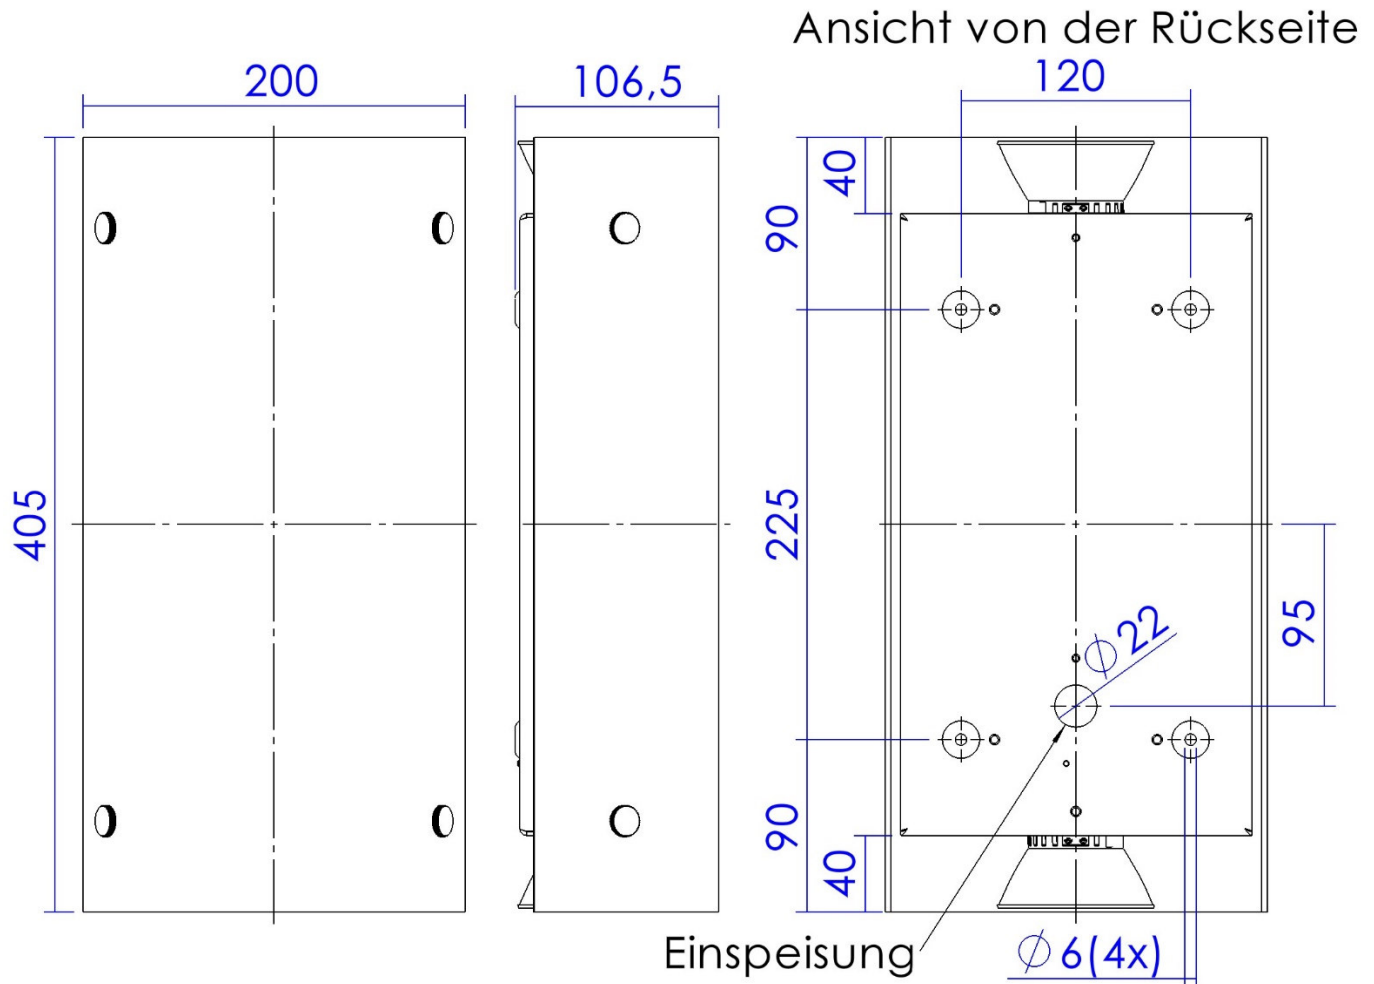 Ansicht von der Rückseite
200
106,5
120
40
90
405
225
95
Ø22
90
40
Einspeisung
Ø6(4x)